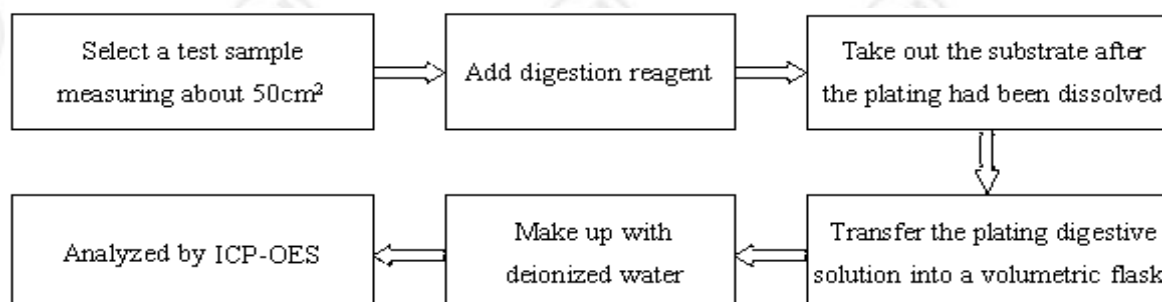 Select a test sample
measuring about 50cm²
Add digestion reagent
Take out the substrate after
the plating had been dissolved
Transfer the plating digestive
solution into a volumetric flask
Make up with
deionized water
Analyzed by ICP-OES